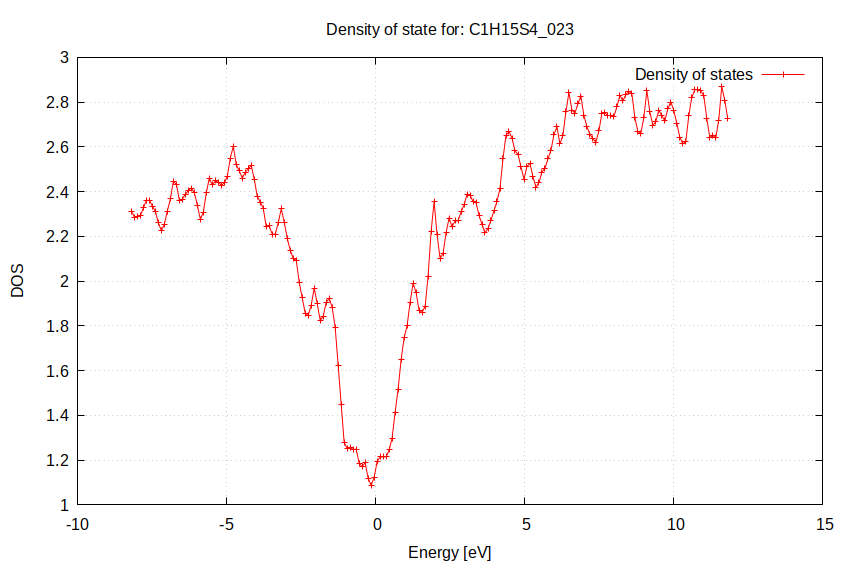 Density of state for: C1H15S4_023
Density of states
3
2.8
2.6
2.4
2.2
2
1.8
1.6
1.4
1.2
1
DOS
-10 -5 0 5 10 15
Energy [eV]